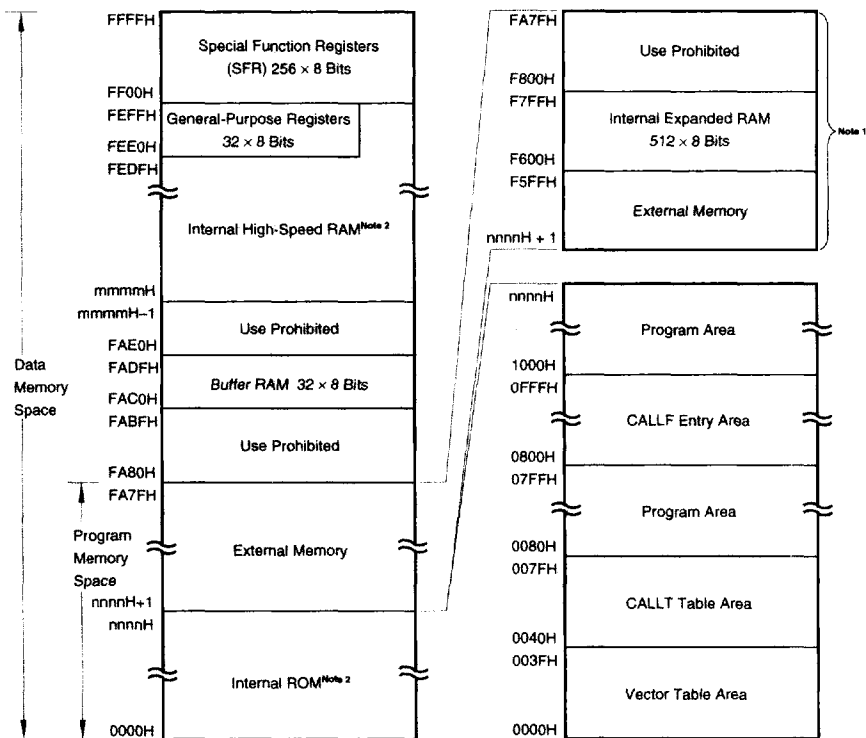 FFFFH
Special Function Registers
(SFR) 256 × 8 Bits
FF00H
FEFFH
General-Purpose Registers
32 × 8 Bits
FEE0H
FEDFH
Internal High-Speed RAM Note 2
mmmmH
mmmmH−1
Use Prohibited
FAE0H
FADFH
Buffer RAM 32 × 8 Bits
FAC0H
FABFH
Use Prohibited
FA80H
FA7FH
External Memory
nnnnH+1
nnnnH
Internal ROM Note 2
0000H
Data
Memory
Space
Program
Memory
Space
FA7FH
Use Prohibited
F800H
F7FFH
Internal Expanded RAM
512 × 8 Bits
F600H
F5FFH
External Memory
nnnnH + 1
Note 1
nnnnH
Program Area
1000H
0FFFH
CALLF Entry Area
0800H
07FFH
Program Area
0080H
007FH
CALLT Table Area
0040H
003FH
Vector Table Area
0000H